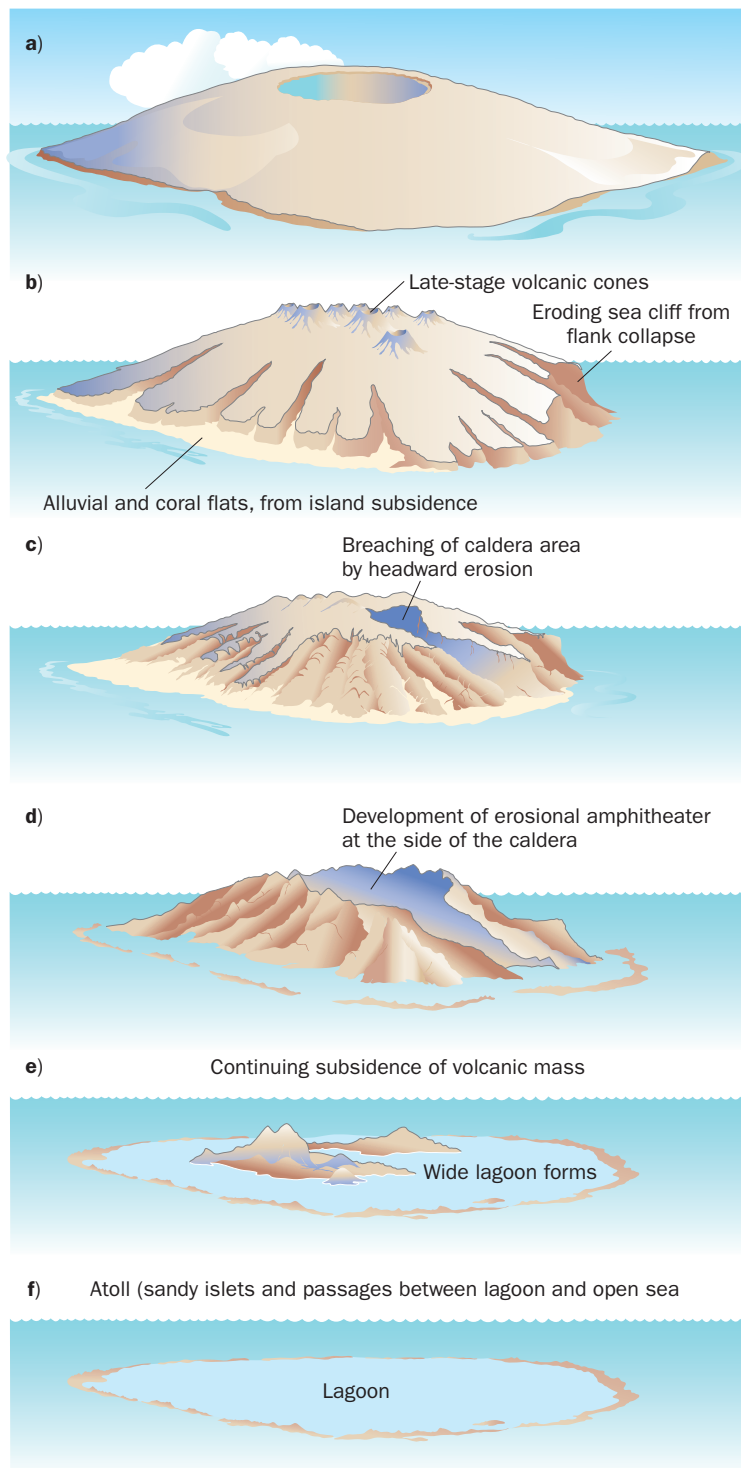 a)
b)
Late-stage volcanic cones
Eroding sea cliff from
flank collapse
Alluvial and coral flats, from island subsidence
c)
Breaching of caldera area
by headward erosion
d)
Development of erosional amphitheater
at the side of the caldera
e)
Continuing subsidence of volcanic mass
Wide lagoon forms
f)
Atoll (sandy islets and passages between lagoon and open sea
Lagoon